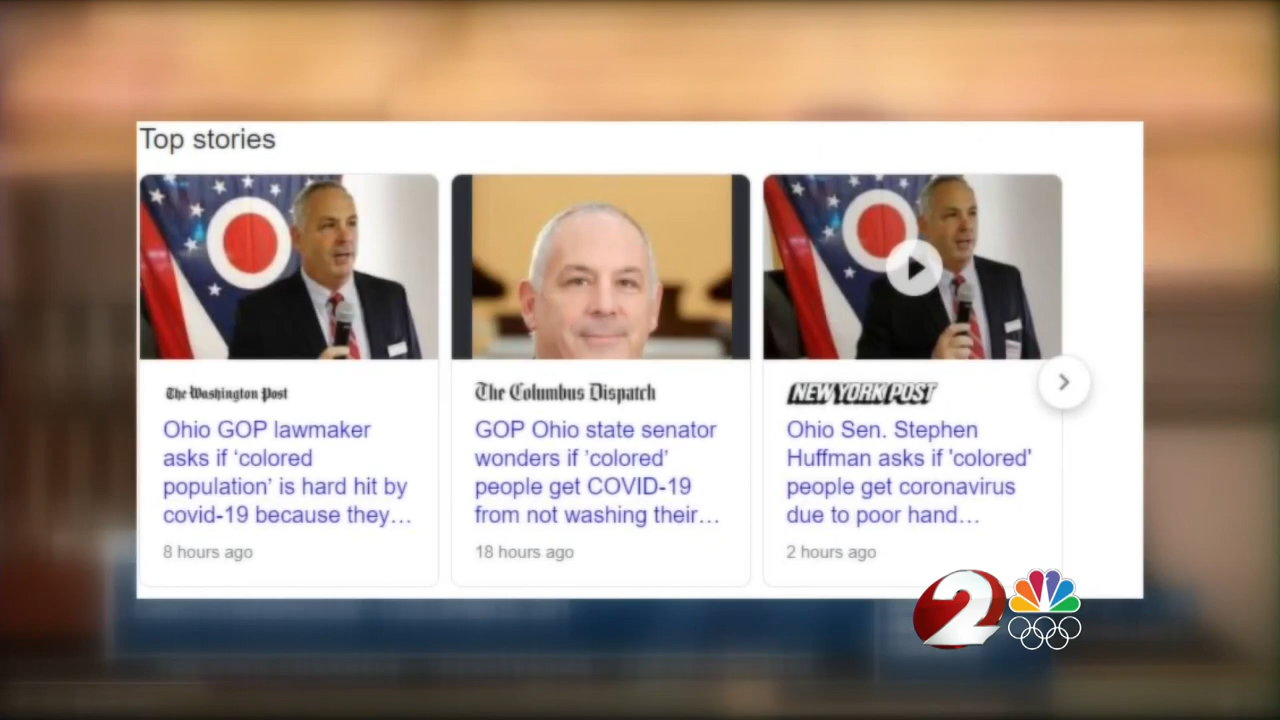 Top stories
The Washington Post
Ohio GOP lawmaker
asks if ‘colored
population’ is hard hit by
covid-19 because they…
8 hours ago
The Columbus Dispatch
GOP Ohio state senator
wonders if 'colored'
people get COVID-19
from not washing their…
18 hours ago
NEW YORK POST
Ohio Sen. Stephen
Huffman asks if 'colored'
people get coronavirus
due to poor hand…
2 hours ago
2